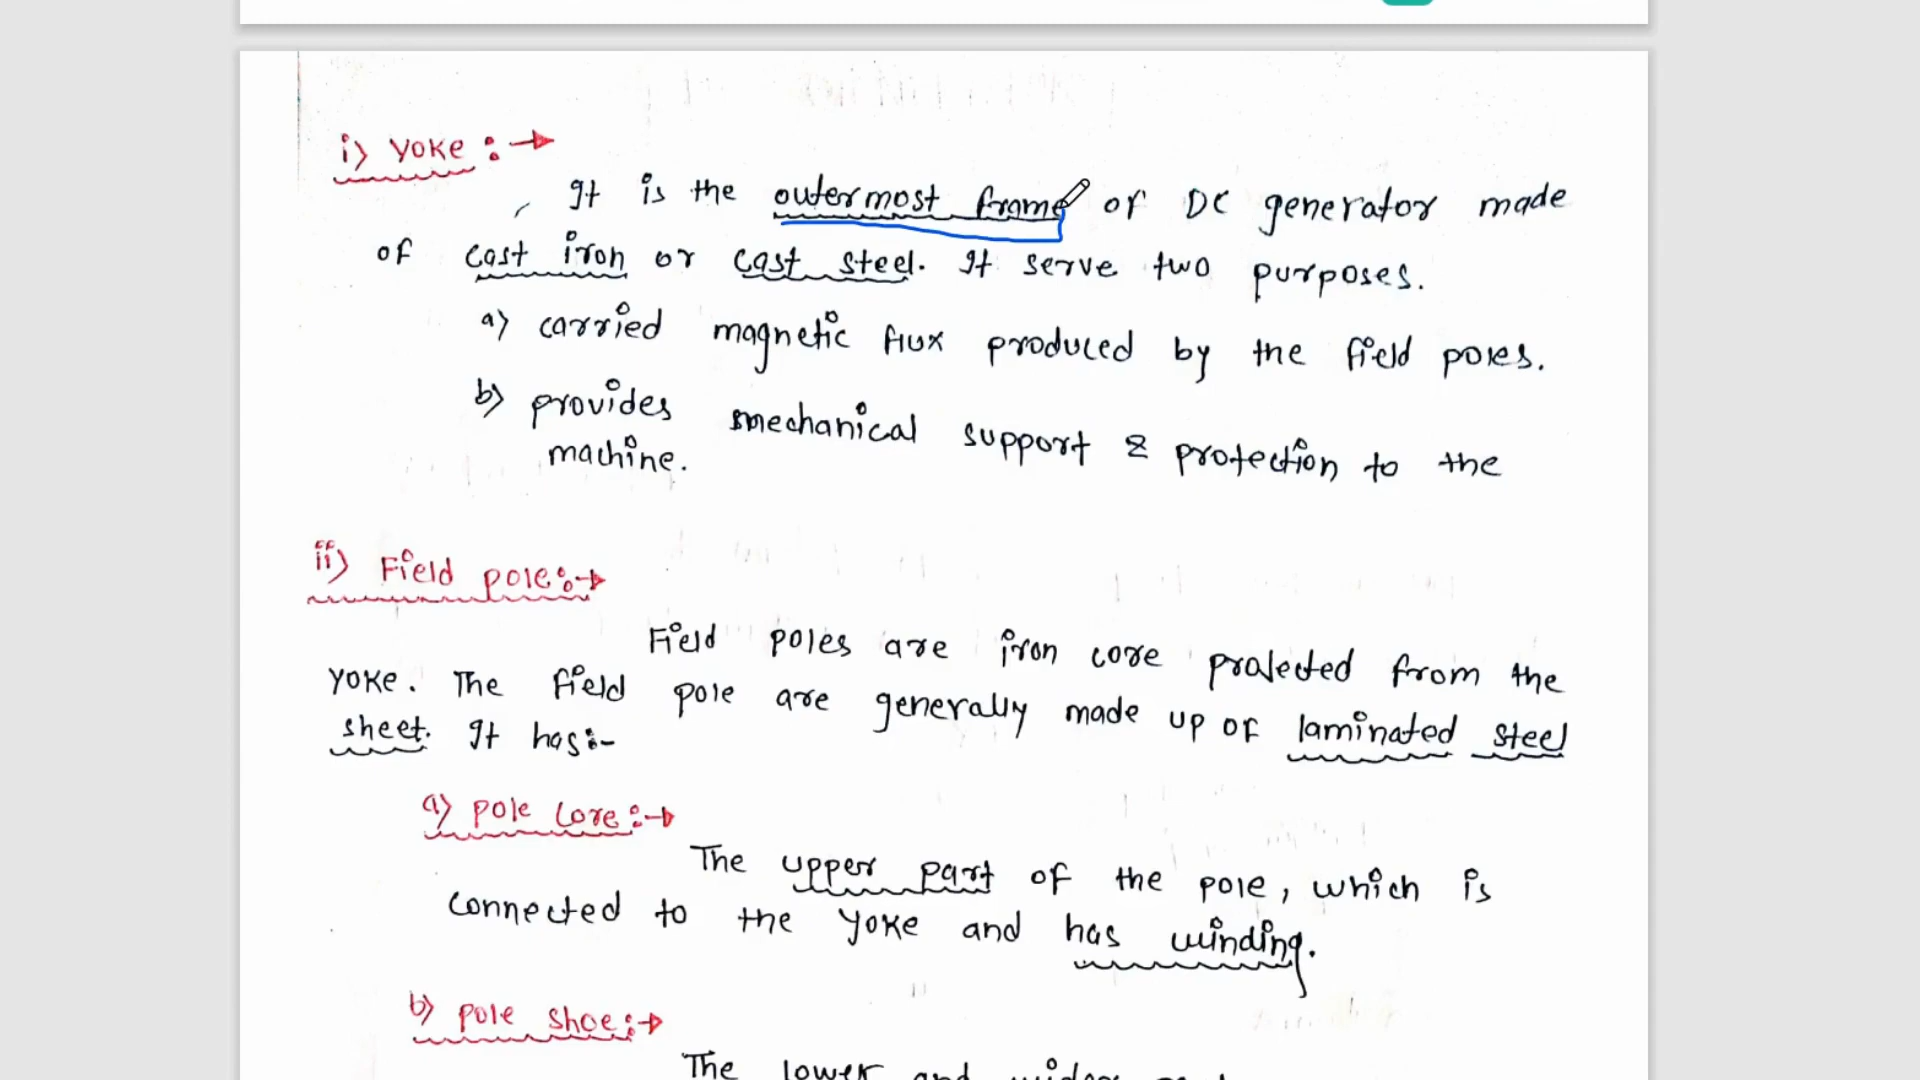 i) Yoke :→
It is the outermost frame of DC generator made
of cast iron or cast steel. It serve two purposes.
a) carried magnetic flux produced by the field poles.
b) provides mechanical support & protection to the
machine.
ii) Field pole:→
Field poles are iron core projected from the
yoke. The field pole are generally made up of laminated steel
sheet. It has:-
a) pole core:→
The upper part of the pole, which is
connected to the yoke and has winding.
b) pole shoe:→
The lower and wider